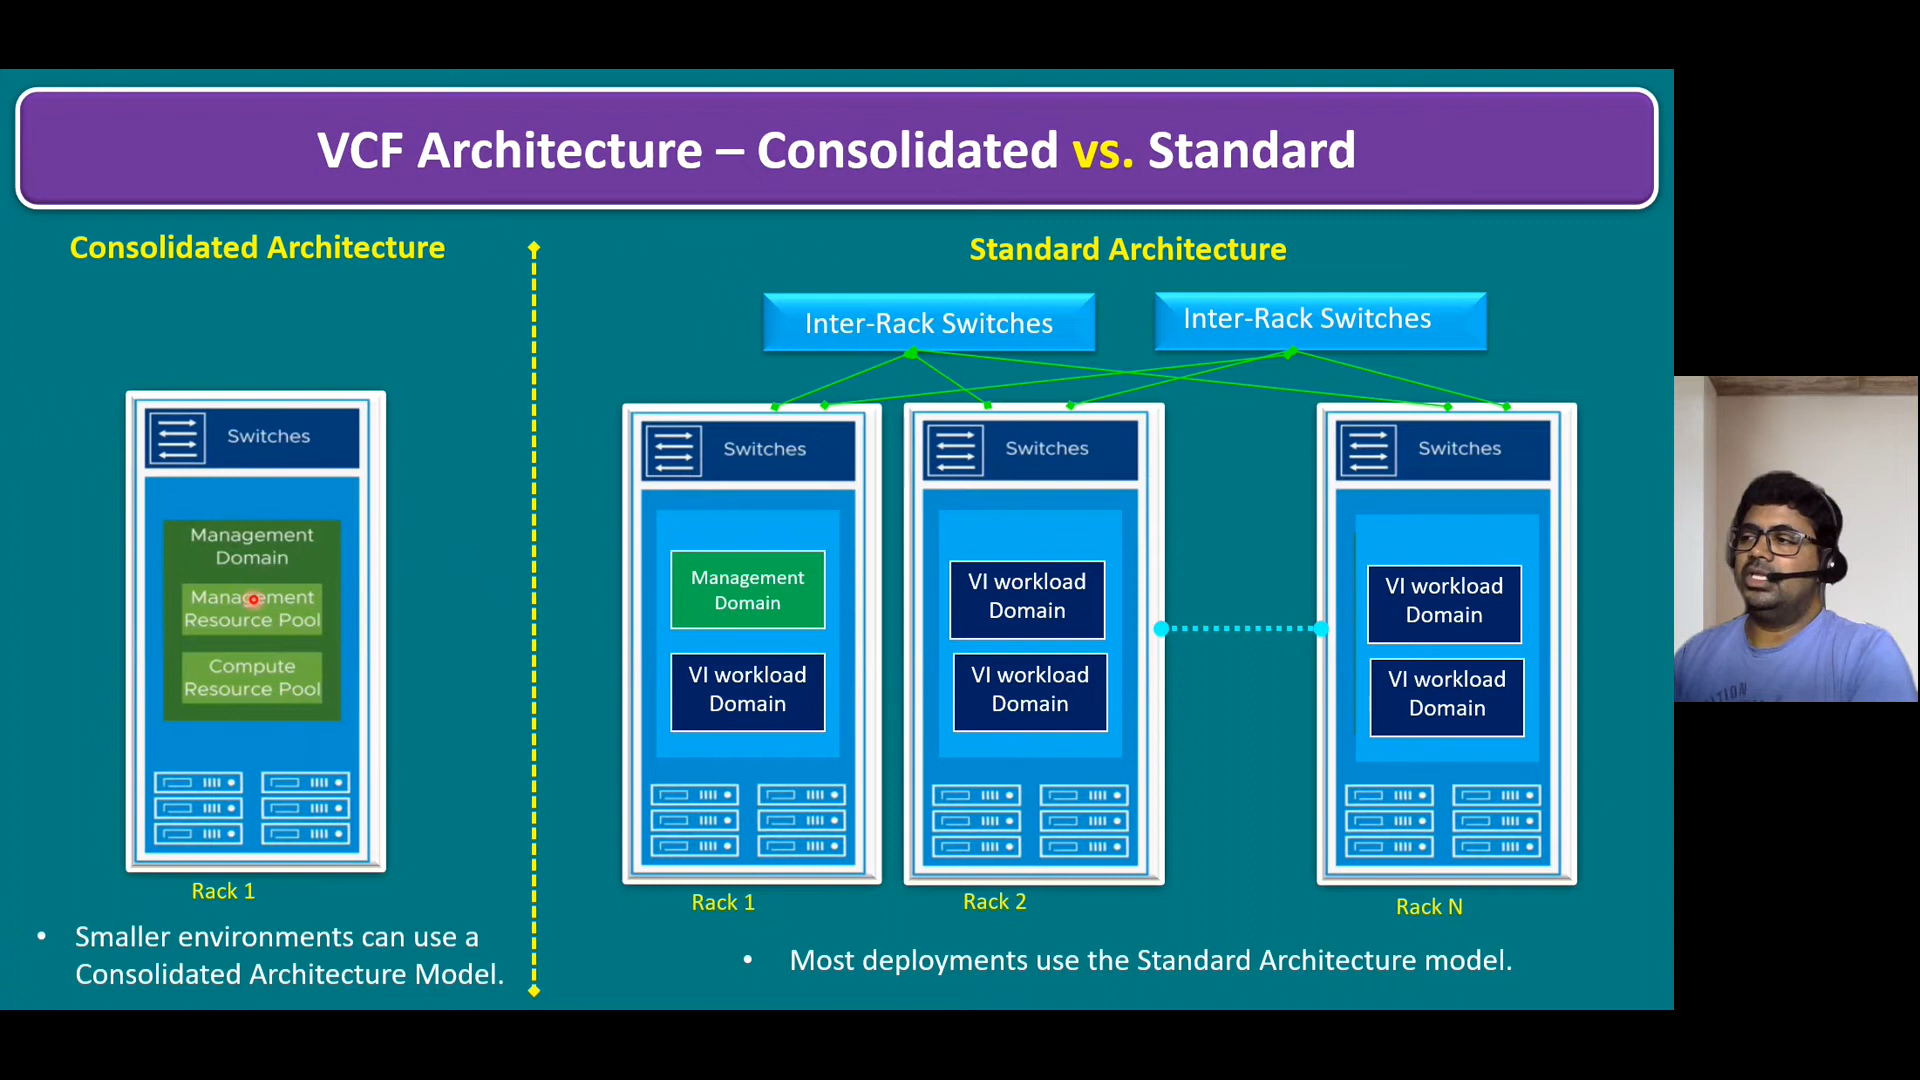 VCF Architecture – Consolidated vs. Standard
Consolidated Architecture
Switches
Management
Domain
Management
Resource Pool
Compute
Resource Pool
Rack 1
• Smaller environments can use a
Consolidated Architecture Model.
Standard Architecture
Inter-Rack Switches
Inter-Rack Switches
Switches
Management
Domain
VI workload
Domain
Rack 1
Switches
VI workload
Domain
VI workload
Domain
Rack 2
Switches
VI workload
Domain
VI workload
Domain
Rack N
• Most deployments use the Standard Architecture model.